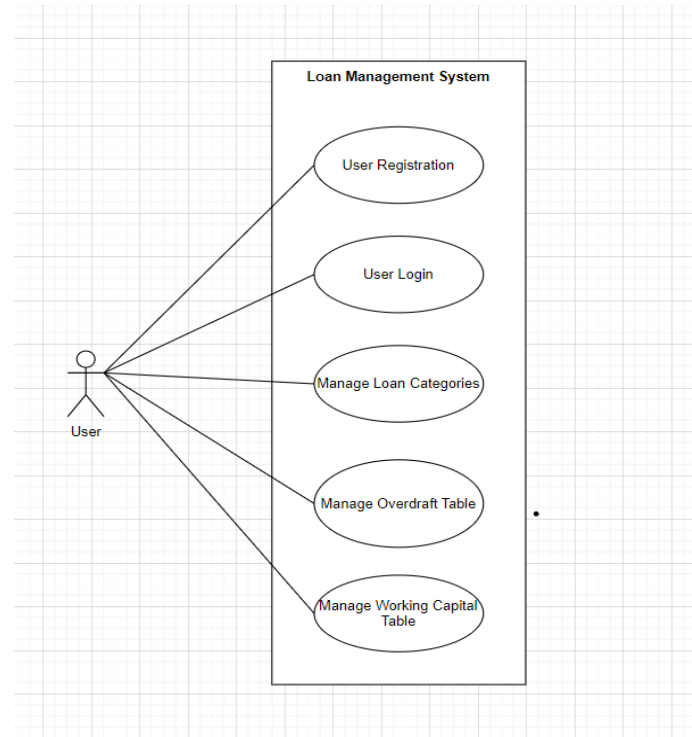 Loan Management System
User Registration
User Login
Manage Loan Categories
User
Manage Overdraft Table
Manage Working Capital
Table